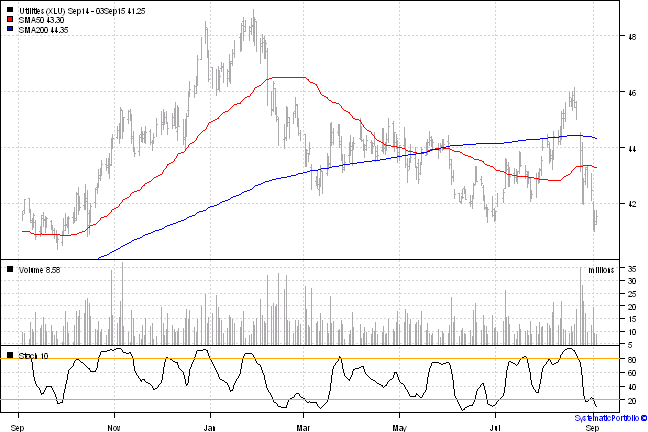 Utilities (XLU) Sep14 - 03Sep15 41.25
SMA50 43.30
SMA200 44.35
48
46
44
42
Volume 8.58
millions
35
30
25
20
15
10
5
Stoch 10
80
60
40
20
Sep
Nov
Jan
Mar
May
Jul
Sep
SystematicPortfolio ©